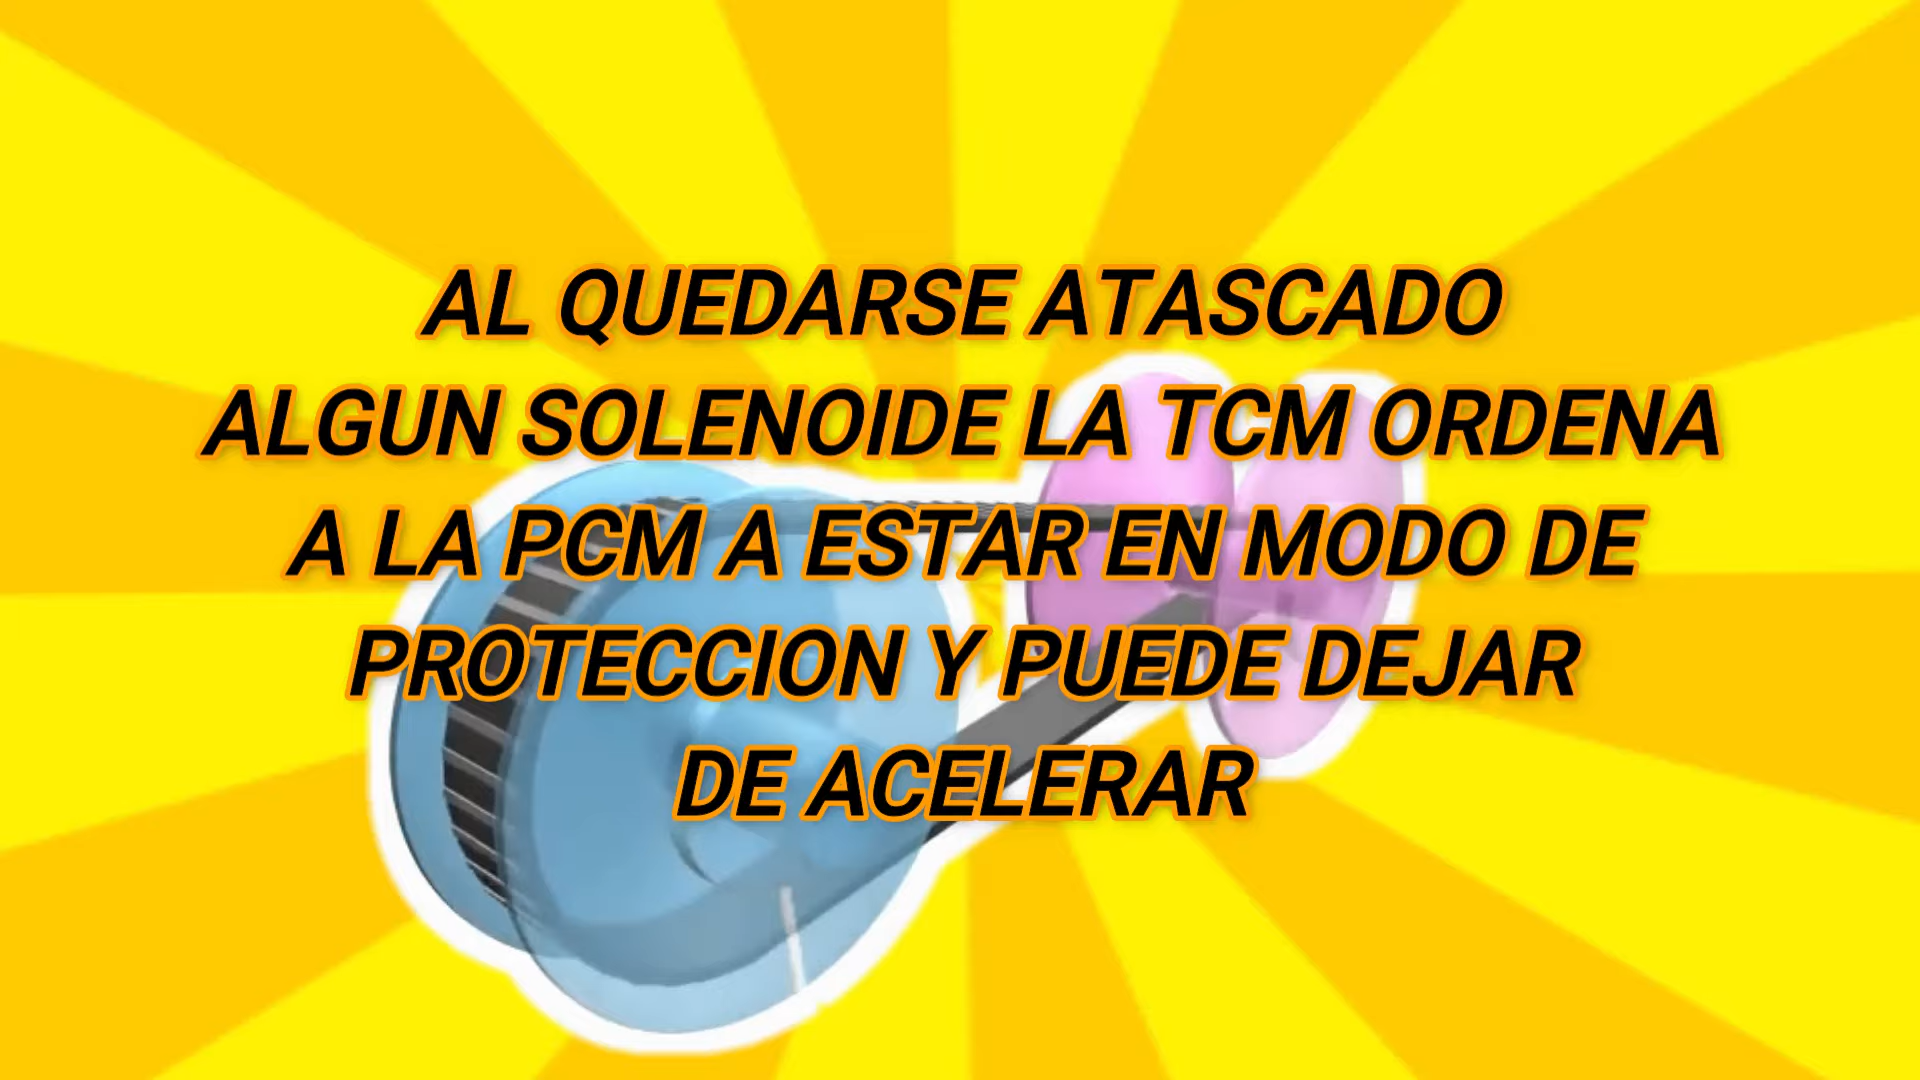 AL QUEDARSE ATASCADO
ALGUN SOLENOIDE LA TCM ORDENA
A LA PCM A ESTAR EN MODO DE
PROTECCION Y PUEDE DEJAR
DE ACELERAR